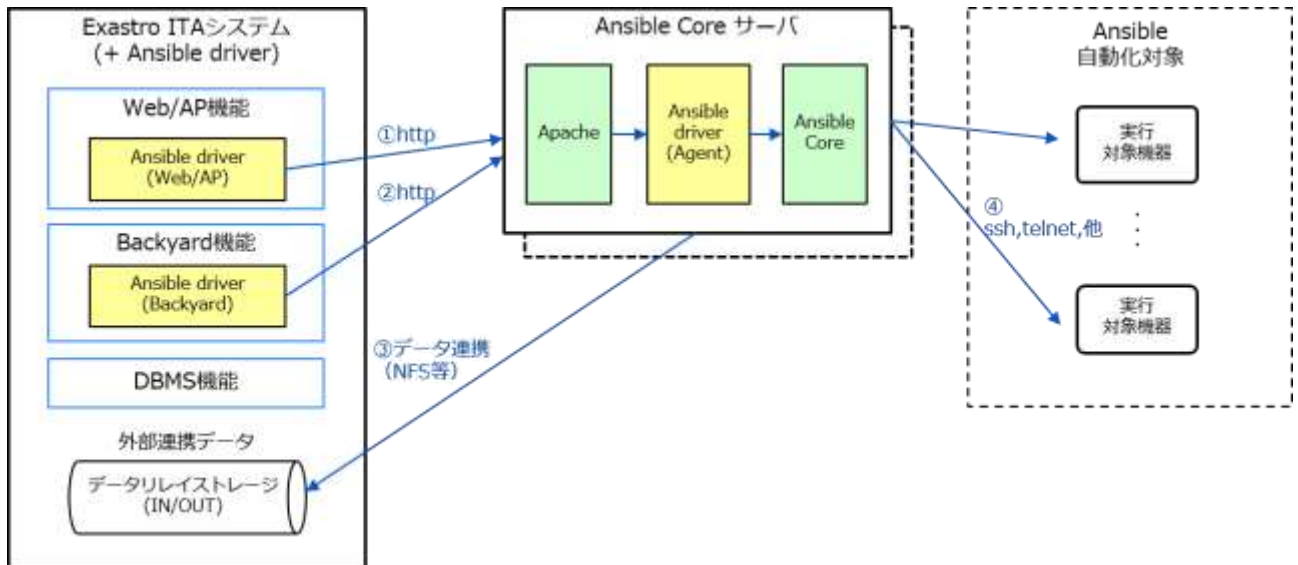 Exastro ITAシステム
(+ Ansible driver)
Web/AP機能
Ansible driver
(Web/AP)
Backyard機能
Ansible driver
(Backyard)
DBMS機能
外部連携データ
データリレイストレージ
(IN/OUT)
①http
②http
③データ連携
（NFS等）
Ansible Core サーバ
Apache
Ansible
driver
(Agent)
Ansible
Core
④
ssh,telnet,他
Ansible
自動化対象
実行
対象機器
実行
対象機器